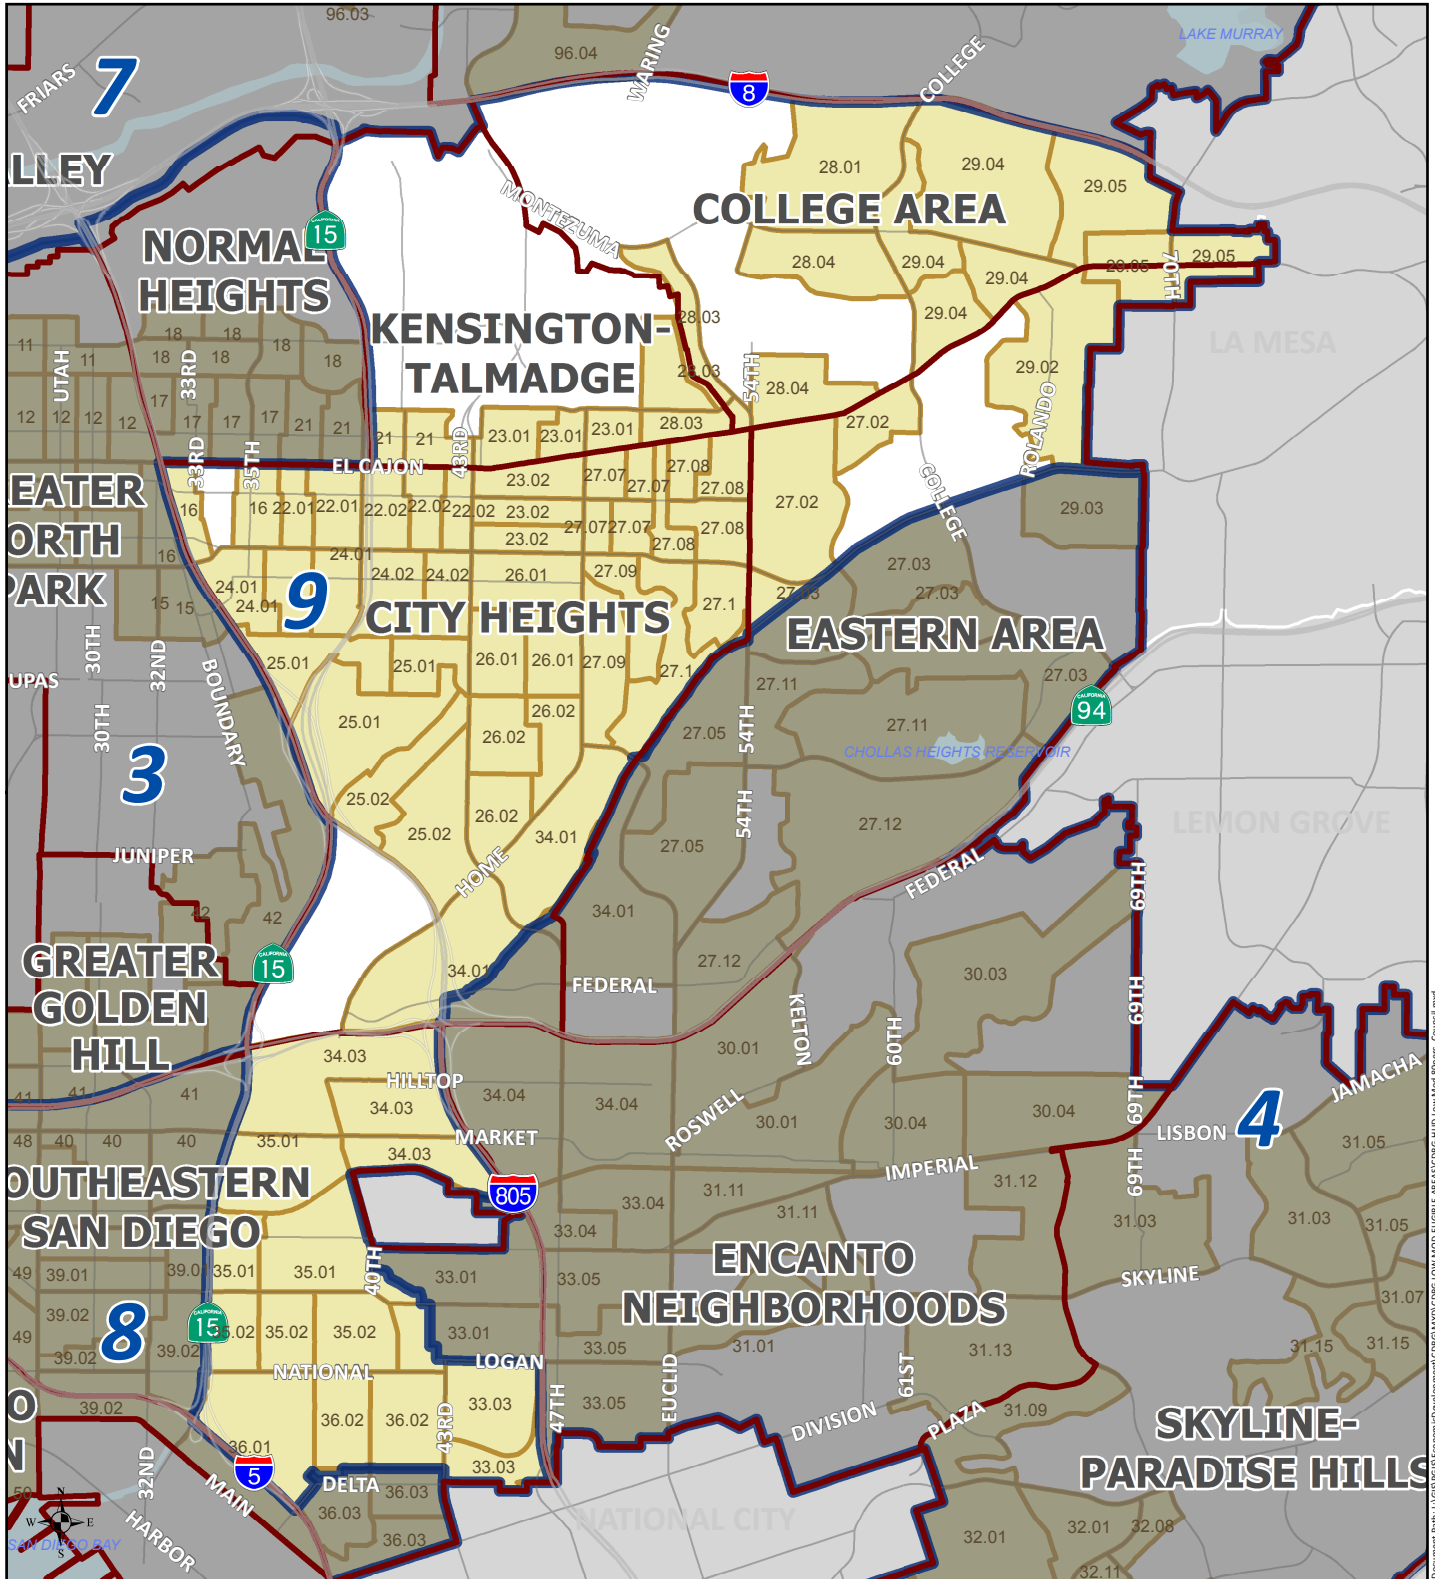 96.03
96.04
WARING
COLLEGE
LAKE MURRAY
FRIARS
7
8
ALLEY
28.01
29.04
29.05
MONTEZUMA
COLLEGE AREA
15
NORMAL
HEIGHTS
28.04
29.04
29.04
29.05
70TH
29.05
29.04
28.03
KENSINGTON-
TALMADGE
LA MESA
11
11
18
18
18
18
18
18
UTAH
33RD
28.03
54TH
28.04
29.02
ROLANDO
12
12
12
12
17
17
17
17
21
21
21
21
43RD
23.01
23.01
23.01
28.03
27.02
33RD
35TH
EL CAJON
23.02
27.07
27.07
27.08
27.08
27.02
COLLEGE
29.03
REATER
NORTH
PARK
16
16
16
22.01
22.01
22.02
22.02
22.02
23.02
23.02
27.07
27.07
27.08
27.08
24.01
24.01
24.01
24.02
24.02
26.01
27.09
27.1
27.03
27.03
27.03
15
15
9
CITY HEIGHTS
EASTERN AREA
30TH
32ND
BOUNDARY
UPAS
30TH
25.01
25.01
26.01
26.01
27.09
27.1
27.11
27.03
94
25.01
26.02
26.02
27.05
54TH
27.11
CHOLLAS HEIGHTS RESERVOIR
3
25.02
25.02
26.02
34.01
54TH
27.05
27.12
LEMON GROVE
JUNIPER
HOME
FEDERAL
69TH
42
42
34.01
GREATER
GOLDEN
HILL
15
34.01
FEDERAL
27.12
KELTON
60TH
30.03
69TH
34.03
30.01
41
41
41
HILLTOP
34.03
34.04
34.04
ROSWELL
30.01
30.04
30.04
69TH
JAMACHA
4
LISBON
48
40
40
40
35.01
MARKET
34.03
IMPERIAL
31.05
SOUTHEASTERN
SAN DIEGO
805
33.04
33.04
31.11
31.11
31.12
69TH
31.03
31.03
31.05
ENCANTO
NEIGHBORHOODS
49
39.01
39.01
35.01
35.01
40TH
33.01
33.05
SKYLINE
31.07
8
39.02
15
35.02
35.02
35.02
33.01
49
39.02
39.02
33.05
31.01
31.13
31.15
31.15
NATIONAL
LOGAN
39.02
36.02
36.02
43RD
33.03
47TH
33.05
EUCLID
61ST
DIVISION
PLAZA
31.09
O
N
SKYLINE-
PARADISE HILLS
36.01
5
33.03
32ND
MAIN
DELTA
36.03
36.03
36.03
50
N
W
E
S
HARBOR
SAN DIEGO BAY
NATIONAL CITY
32.01
32.01
32.08
32.11